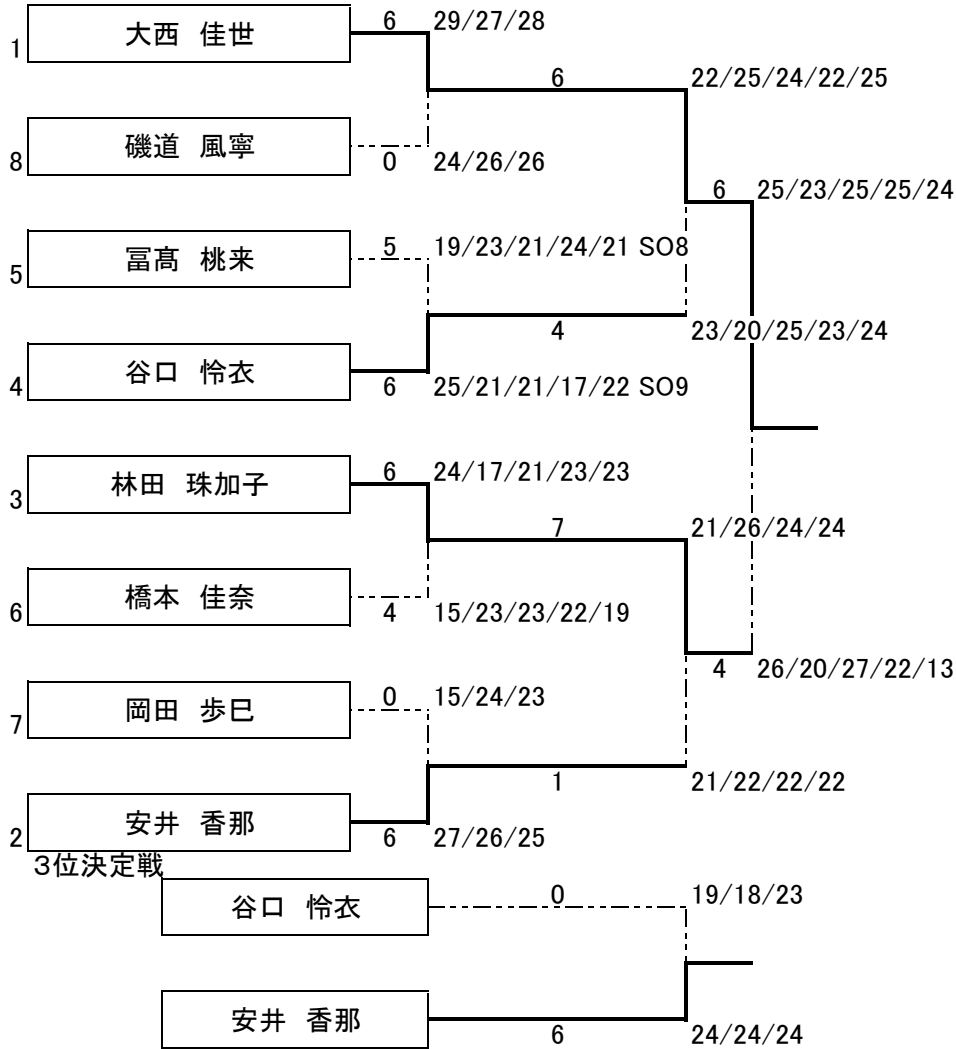 1 大西 佳世 6 29/27/28
6 22/25/24/22/25
8 磯道 風寧 0 24/26/26
6 25/23/25/25/24
5 冨髙 桃来 5 19/23/21/24/21 SO8
4 23/20/25/23/24
4 谷口 怜衣 6 25/21/21/17/22 SO9
3 林田 珠加子 6 24/17/21/23/23
7 21/26/24/24
6 橋本 佳奈 4 15/23/23/22/19
4 26/20/27/22/13
7 岡田 歩巳 0 15/24/23
1 21/22/22/22
2 安井 香那 6 27/26/25
３位決定戦
谷口 怜衣 0 19/18/23
安井 香那 6 24/24/24